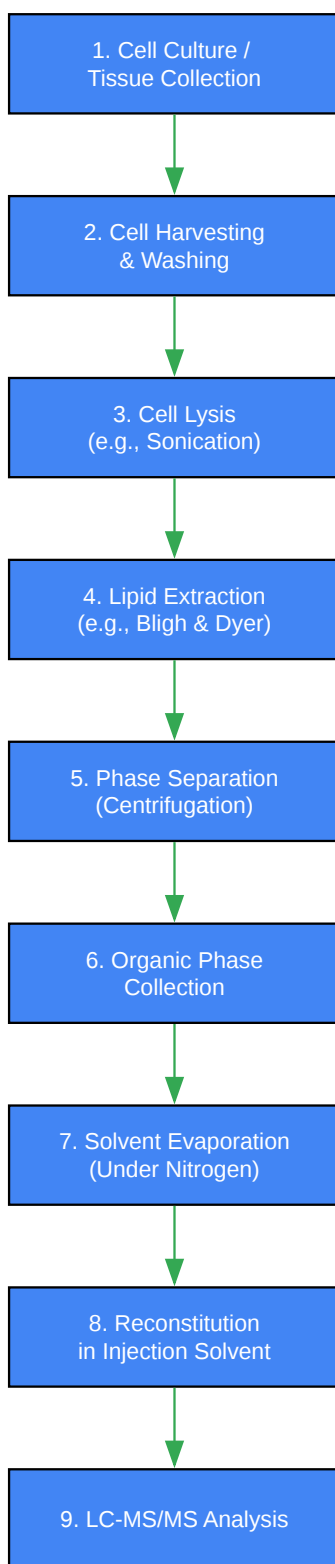 1. Cell Culture /
Tissue Collection
2. Cell Harvesting
& Washing
3. Cell Lysis
(e.g., Sonication)
4. Lipid Extraction
(e.g., Bligh & Dyer)
5. Phase Separation
(Centrifugation)
6. Organic Phase
Collection
7. Solvent Evaporation
(Under Nitrogen)
8. Reconstitution
in Injection Solvent
9. LC-MS/MS Analysis